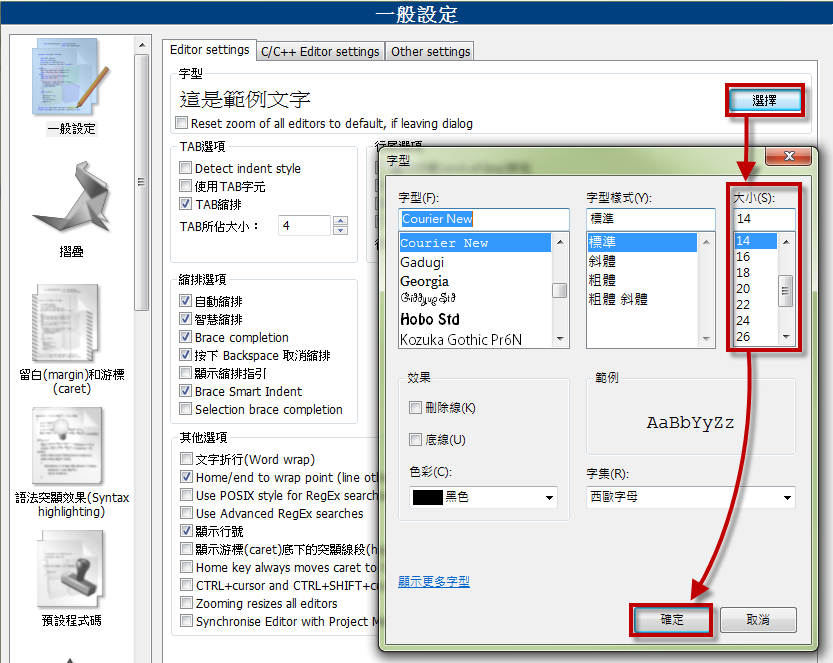 一般設定
一般設定
摺疊
留白(margin)和游標
(caret)
語法突顯效果(Syntax
highlighting)
預設程式碼
Editor settings
C/C++ Editor settings
Other settings
字型
這是範例文字
選擇
Reset zoom of all editors to default, if leaving dialog
TAB選項
Detect indent style
使用TAB字元
TAB縮排
TAB所佔大小：
4
行尾選項
縮排選項
自動縮排
智慧縮排
Brace completion
按下 Backspace 取消縮排
顯示縮排指引
Brace Smart Indent
Selection brace completion
其他選項
文字折行(Word wrap)
Home/end to wrap point (line
Use POSIX style for RegEx search
Use Advanced RegEx searches
顯示行號
顯示游標(caret)底下的突顯線段
Home key always moves caret to
CTRL+cursor and CTRL+SHIFT+
Zooming resizes all editors
Synchronise Editor with Project
字型
字型(F):
Courier New
Courier New
Gadugi
Georgia
Giddyup Std
Hobo Std
Kozuka Gothic Pr6N
字型樣式(Y):
標準
標準
斜體
粗體
粗體 斜體
大小(S):
14
14
16
18
20
22
24
26
效果
刪除線(K)
底線(U)
色彩(C):
黑色
範例
AaBbYyZz
字集(R):
西歐字母
顯示更多字型
確定
取消